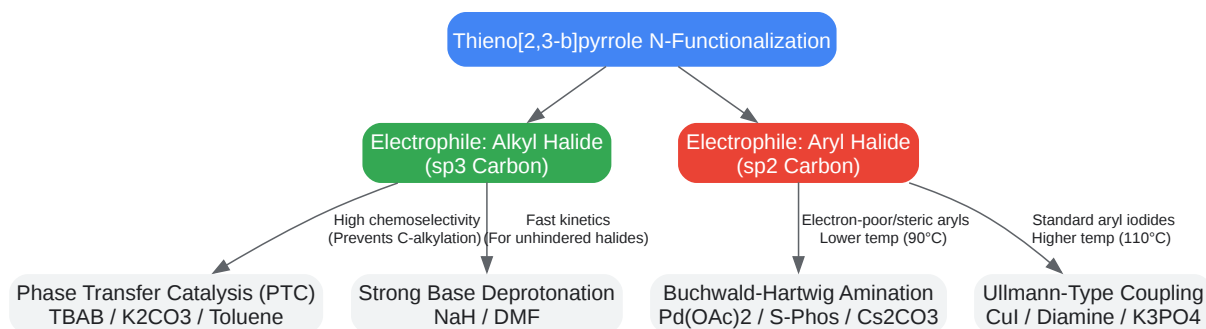 Thieno[2,3-b]pyrrole N-Functionalization
Electrophile: Alkyl Halide
(sp3 Carbon)
Electrophile: Aryl Halide
(sp2 Carbon)
High chemoselectivity
(Prevents C-alkylation)
Fast kinetics
(For unhindered halides)
Electron-poor/steric aryls
Lower temp (90°C)
Standard aryl iodides
Higher temp (110°C)
Phase Transfer Catalysis (PTC)
TBAB / K2CO3 / Toluene
Strong Base Deprotonation
NaH / DMF
Buchwald-Hartwig Amination
Pd(OAc)2 / S-Phos / Cs2CO3
Ullmann-Type Coupling
CuI / Diamine / K3PO4